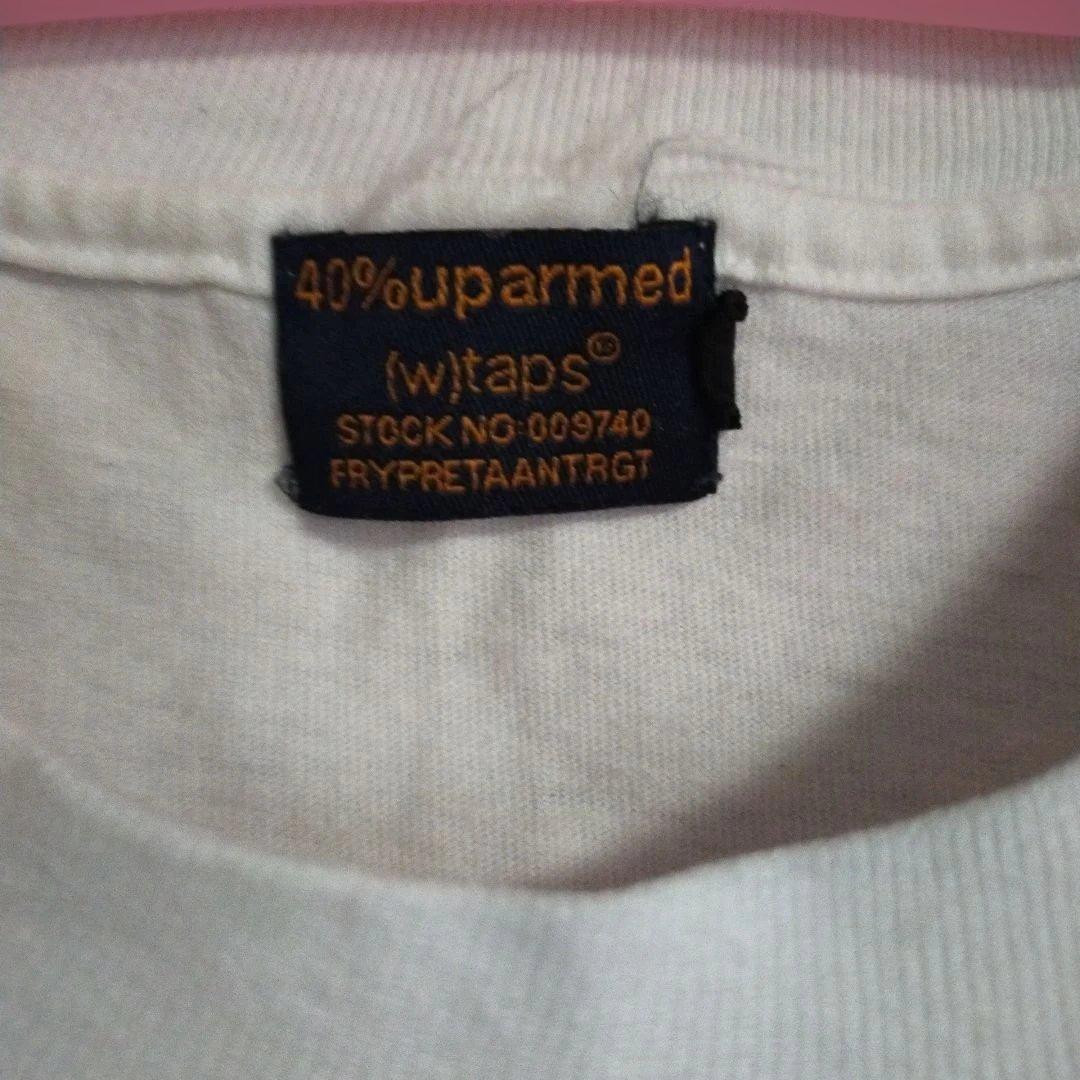 40%uparmed
(w)taps®
STOCK NO:009740
FRYPRETAANTRGT